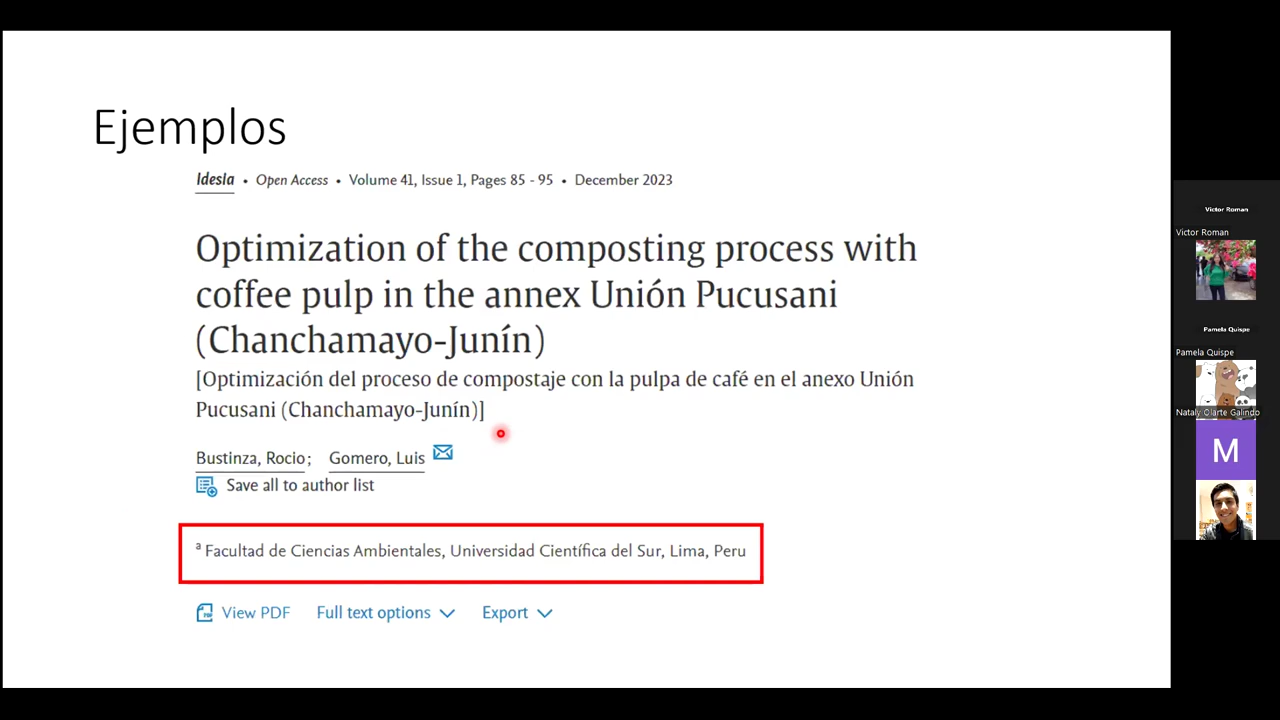 Ejemplos
Idesia • Open Access • Volume 41, Issue 1, Pages 85 - 95 • December 2023
Optimization of the composting process with
coffee pulp in the annex Unión Pucusani
(Chanchamayo-Junín)
[Optimización del proceso de compostaje con la pulpa de café en el anexo Unión
Pucusani (Chanchamayo-Junín)]
Bustinza, Rocio; Gomero, Luis
Save all to author list
a Facultad de Ciencias Ambientales, Universidad Científica del Sur, Lima, Peru
View PDF Full text options Export
Victor Roman
Victor Roman
Pamela Quispe
Pamela Quispe
Nataly Olarte Galindo
M